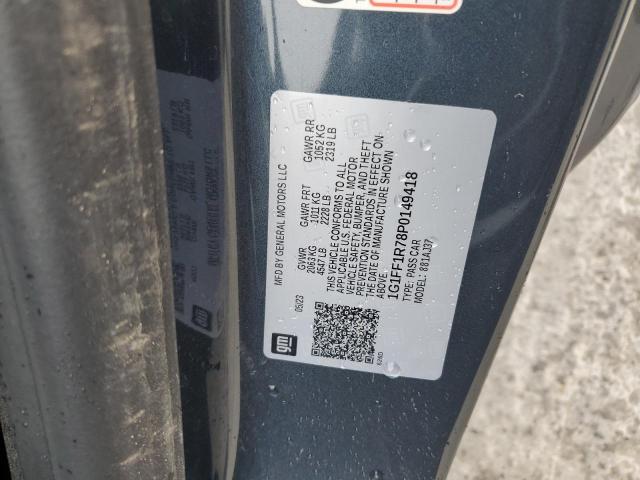 gm
MFD BY GENERAL MOTORS LLC
05/23
GVWR
2063 KG
4547 LB
GAWR FRT
1011 KG
2228 LB
GAWR RR
1052 KG
2319 LB
THIS VEHICLE CONFORMS TO ALL
APPLICABLE U.S. FEDERAL MOTOR
VEHICLE SAFETY, BUMPER, AND THEFT
PREVENTION STANDARDS IN EFFECT ON
THE DATE OF MANUFACTURE SHOWN
ABOVE.
1G1FF1R78P0149418
TYPE: PASS CAR
MODEL: 881AJ37